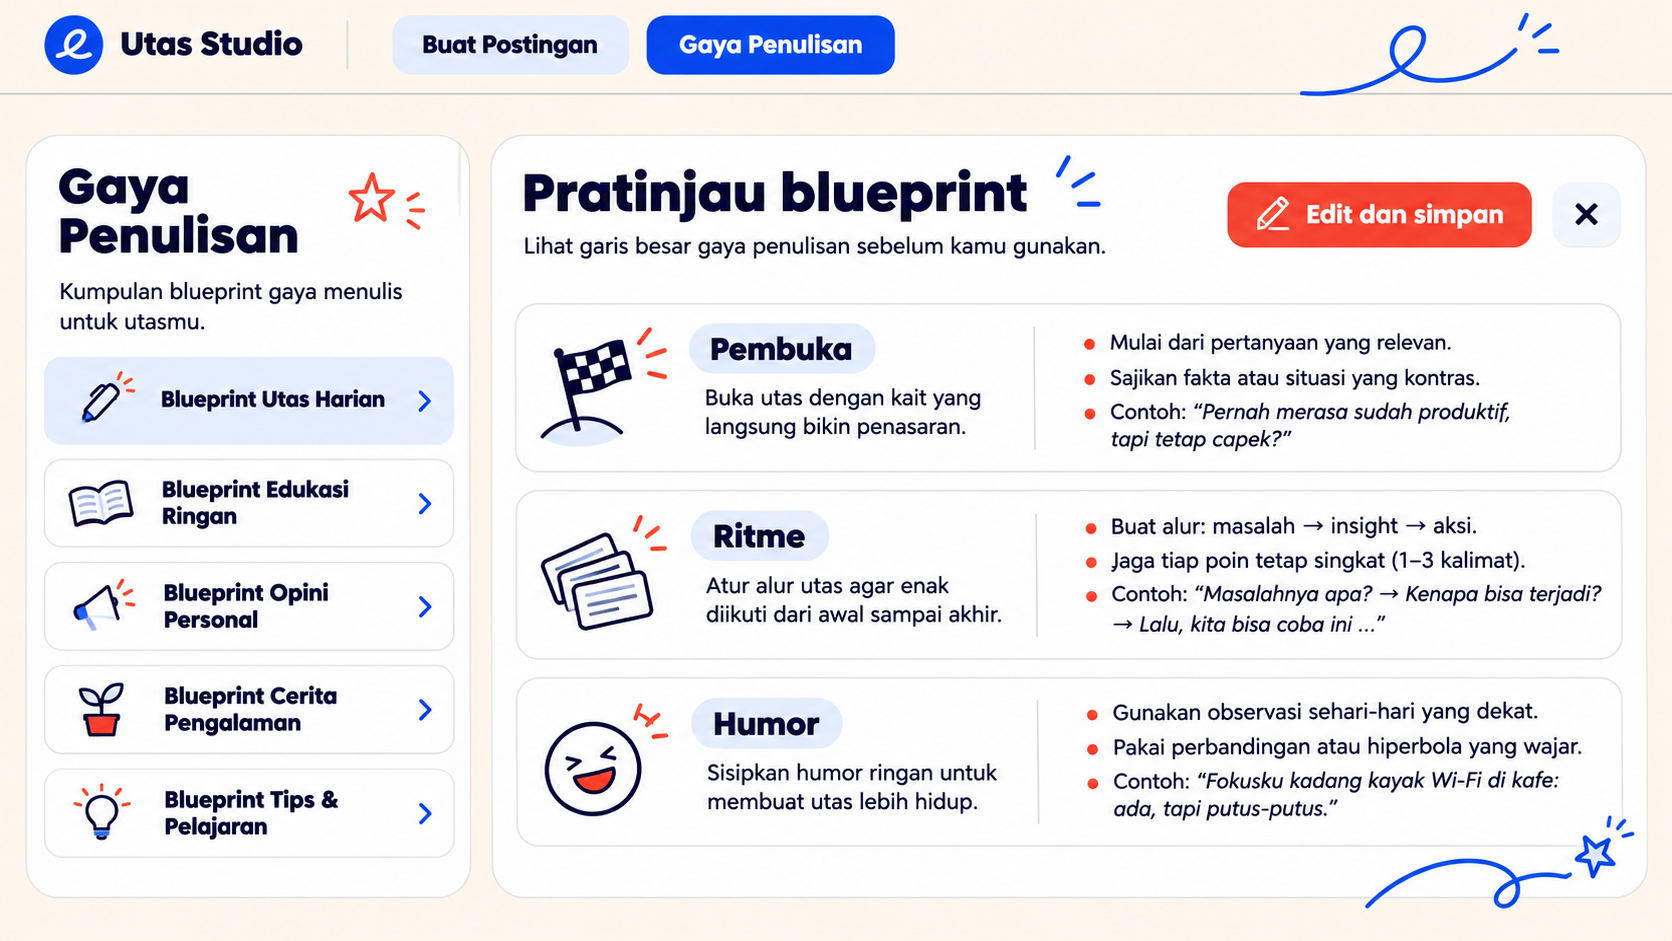 Utas Studio
Buat Postingan
Gaya Penulisan
Gaya
Penulisan
Kumpulan blueprint gaya menulis
untuk utasmu.
Blueprint Utas Harian
Blueprint Edukasi
Ringan
Blueprint Opini
Personal
Blueprint Cerita
Pengalaman
Blueprint Tips &
Pelajaran
Pratinjau blueprint
Lihat garis besar gaya penulisan sebelum kamu gunakan.
Edit dan simpan
Pembuka
Buka utas dengan kait yang
langsung bikin penasaran.
• Mulai dari pertanyaan yang relevan.
• Sajikan fakta atau situasi yang kontras.
• Contoh: “Pernah merasa sudah produktif,
tapi tetap capek?”
Ritme
Atur alur utas agar enak
diikuti dari awal sampai akhir.
• Buat alur: masalah → insight → aksi.
• Jaga tiap poin tetap singkat (1–3 kalimat).
• Contoh: “Masalahnya apa? → Kenapa bisa terjadi?
→ Lalu, kita bisa coba ini ...”
Humor
Sisipkan humor ringan untuk
membuat utas lebih hidup.
• Gunakan observasi sehari-hari yang dekat.
• Pakai perbandingan atau hiperbola yang wajar.
• Contoh: “Fokusku kadang kayak Wi-Fi di kafe:
ada, tapi putus-putus.”